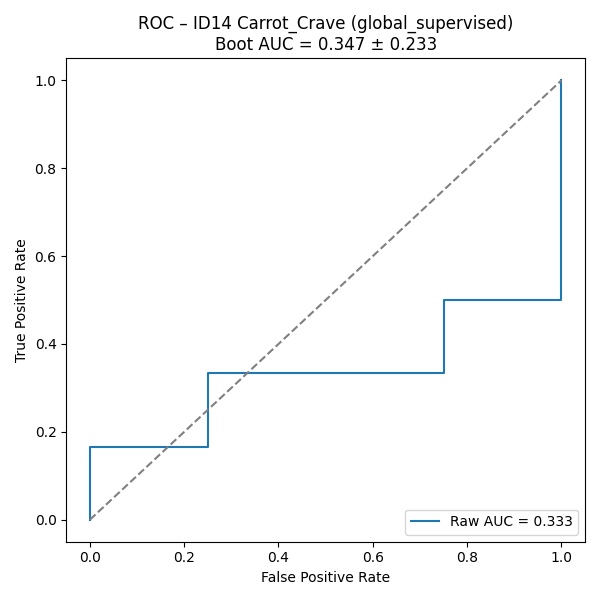 ROC – ID14 Carrot_Crave (global_supervised)
Boot AUC = 0.347 ± 0.233
True Positive Rate
1.0
0.8
0.6
0.4
0.2
0.0
0.0 0.2 0.4 0.6 0.8 1.0
False Positive Rate
Raw AUC = 0.333